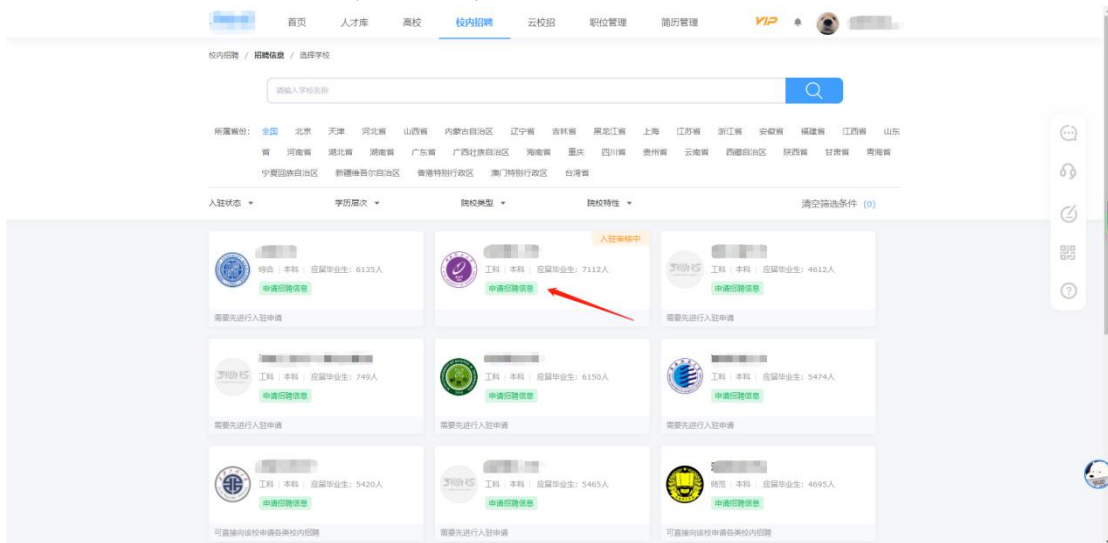 首页 人才库 高校 校内招聘 云校招 职位管理 简历管理 VIP
校内招聘 / 招聘信息 / 选择学校
请输入学校名称
所属省份： 全国 北京 天津 河北省 山西省 内蒙古自治区 辽宁省 吉林省 黑龙江省 上海 江苏省 浙江省 安徽省 福建省 江西省 山东
省 河南省 湖北省 湖南省 广东省 广西壮族自治区 海南省 重庆 四川省 贵州省 云南省 西藏自治区 陕西省 甘肃省 青海省
宁夏回族自治区 新疆维吾尔自治区 香港特别行政区 澳门特别行政区 台湾省
入驻状态 学历层次 院校类型 院校特性 清空筛选条件 (0)
入驻审核中
综合 | 本科 | 应届毕业生：6135人
申请招聘信息
需要先进行入驻申请
工科 | 本科 | 应届毕业生：7112人
申请招聘信息
工科 | 本科 | 应届毕业生：4612人
申请招聘信息
需要先进行入驻申请
工科 | 本科 | 应届毕业生：749人
申请招聘信息
需要先进行入驻申请
工科 | 本科 | 应届毕业生：6150人
申请招聘信息
需要先进行入驻申请
工科 | 本科 | 应届毕业生：5474人
申请招聘信息
需要先进行入驻申请
工科 | 本科 | 应届毕业生：5420人
申请招聘信息
可直接向该校申请各类校内招聘
工科 | 本科 | 应届毕业生：5465人
申请招聘信息
需要先进行入驻申请
师范 | 本科 | 应届毕业生：4695人
申请招聘信息
可直接向该校申请各类校内招聘